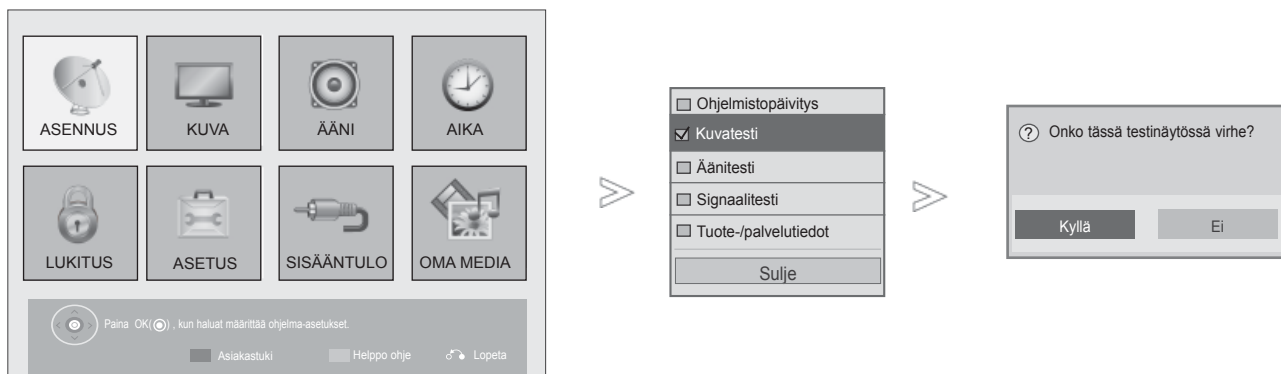 ASENNUS KUVA ÄÄNI AIKA
LUKITUS ASETUS SISÄÄNTULO OMA MEDIA
Paina OK(◉) , kun haluat määrittää ohjelma-asetukset.
Asiakastuki Helppo ohje Lopeta
Ohjelmistopäivitys
Kuvatesti
Äänitesti
Signaalitesti
Tuote-/palvelutiedot
Sulje
? Onko tässä testinäytössä virhe?
Kyllä Ei